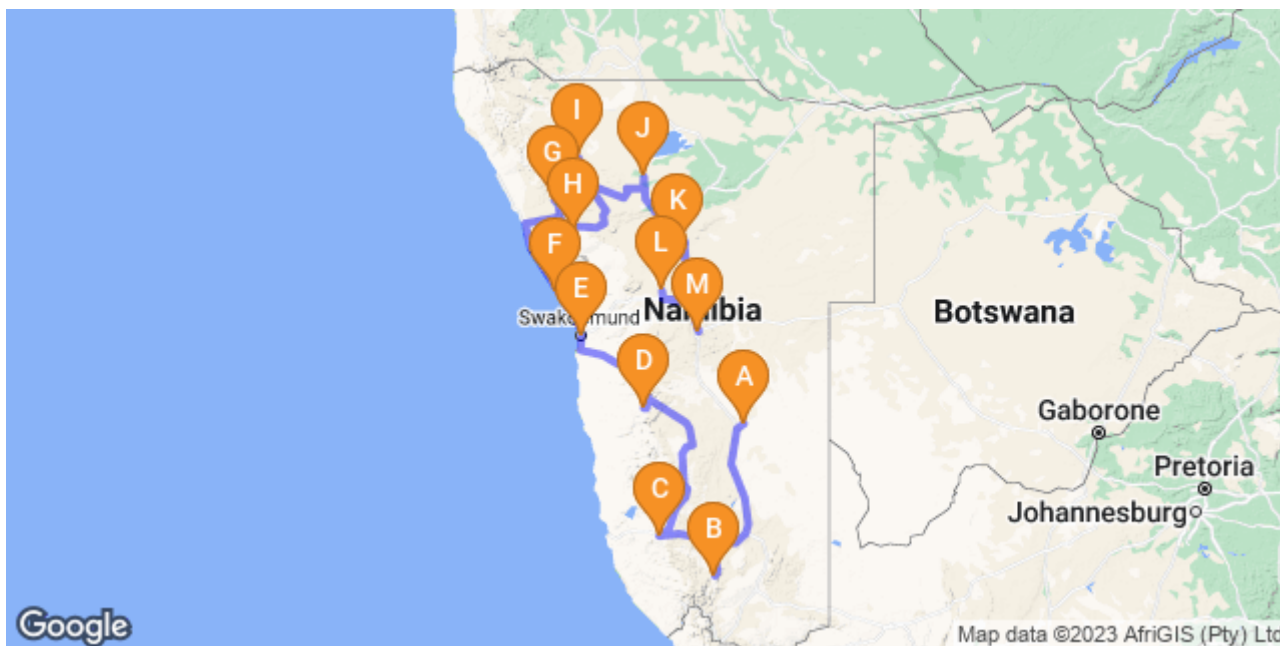 I
J
G
H
K
F
L
E
M
Namibia
Swakopmund
Botswana
D
A
Gaborone
Pretoria
C
Johannesburg
B
Google
Map data ©2023 AfriGIS (Pty) Ltd